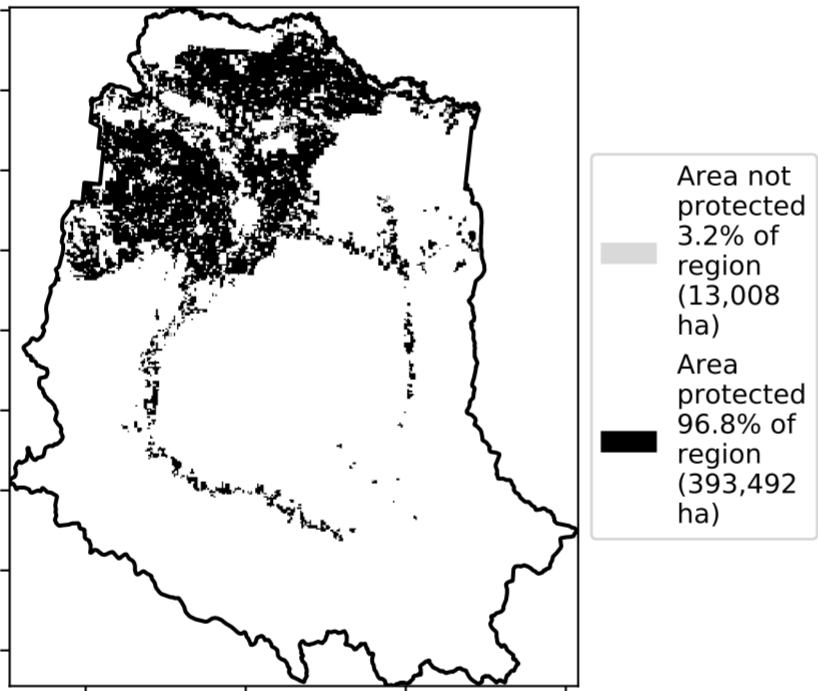 Area not
protected
3.2% of
region
(13,008
ha)
Area
protected
96.8% of
region
(393,492
ha)